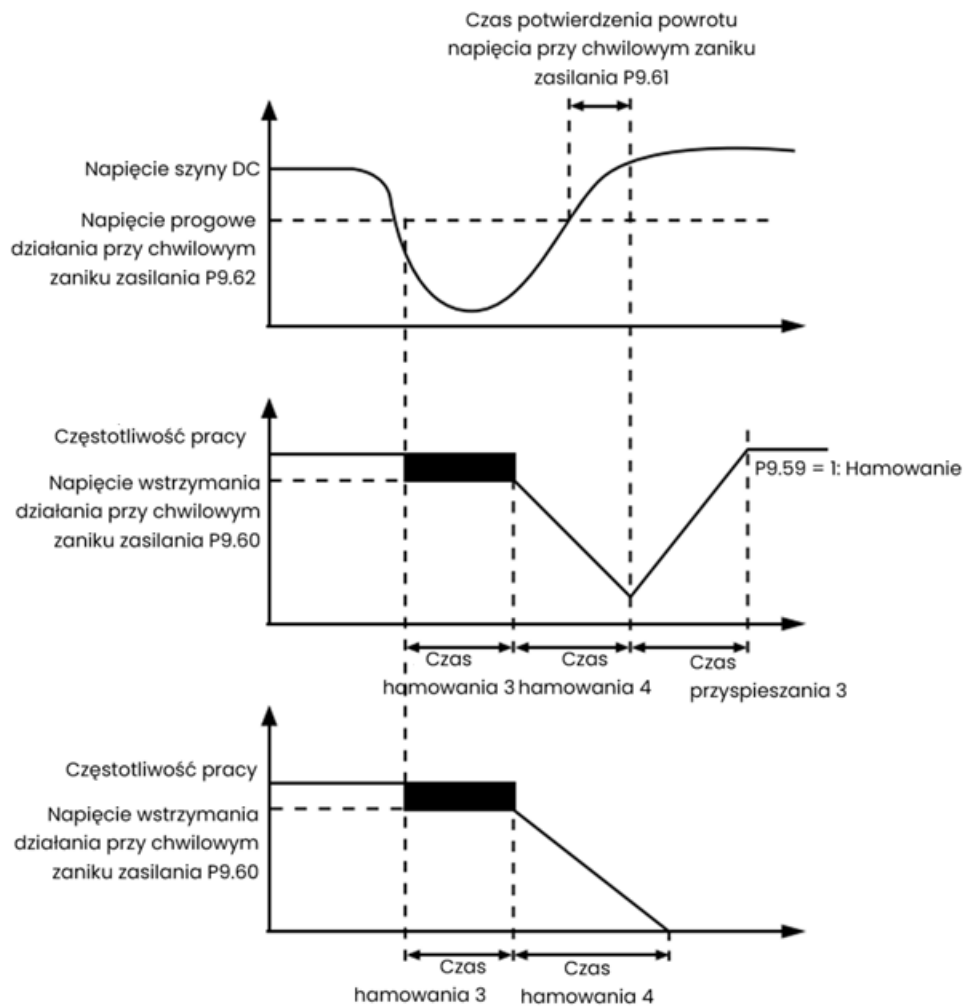 Czas potwierdzenia powrotu
napięcia przy chwilowym zaniku
zasilania P9.61
Napięcie szyny DC
Napięcie progowe
działania przy chwilowym
zaniku zasilania P9.62
Częstotliwość pracy
Napięcie wstrzymania
działania przy chwilowym
zaniku zasilania P9.60
P9.59 = 1: Hamowanie
Czas
hamowania 3
Czas
hamowania 4
Czas
przyspieszania 3
Częstotliwość pracy
Napięcie wstrzymania
działania przy chwilowym
zaniku zasilania P9.60
Czas
hamowania 3
Czas
hamowania 4